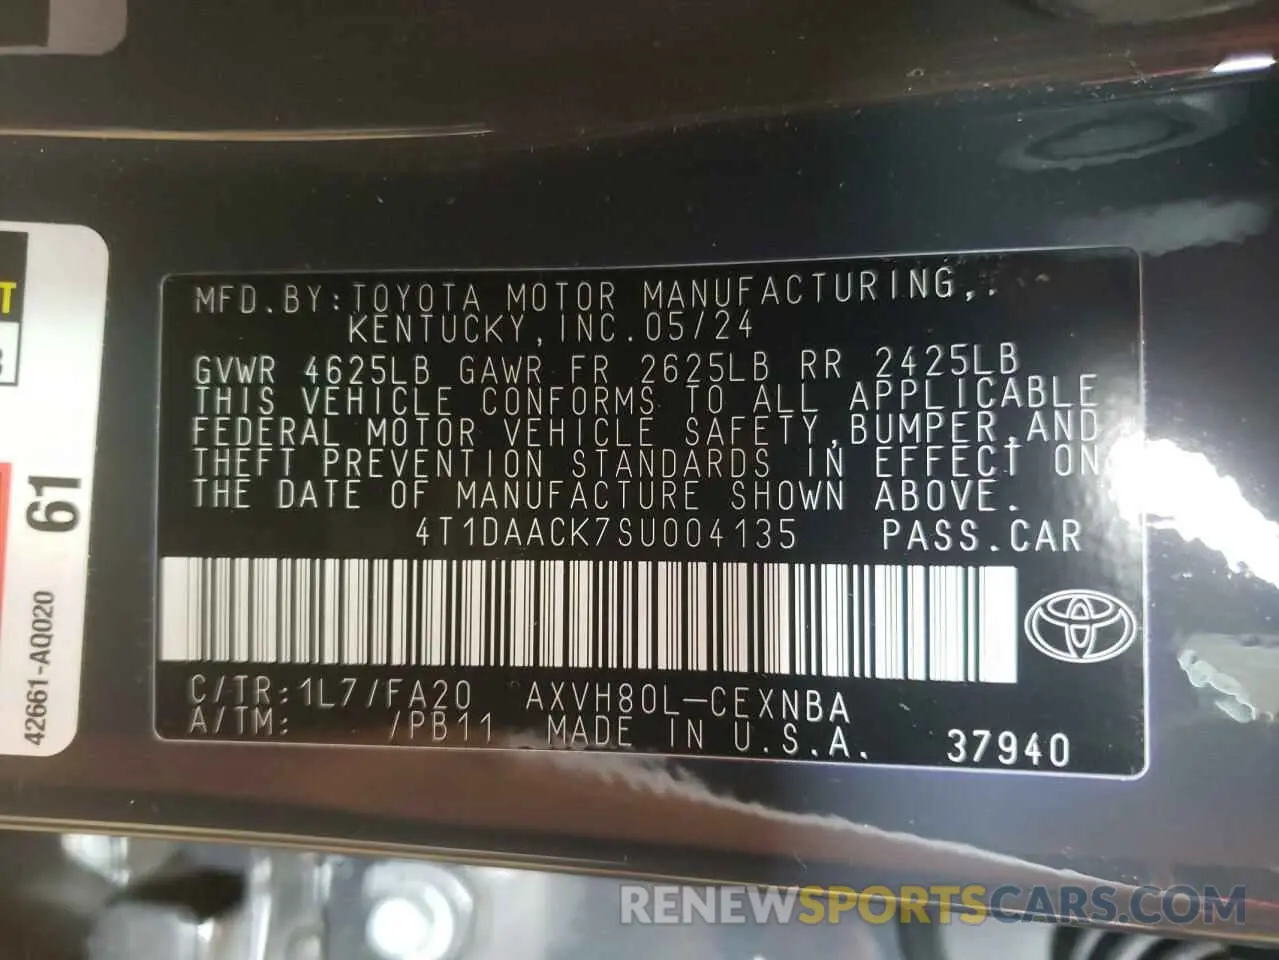 MFD.BY:TOYOTA MOTOR MANUFACTURING,.
KENTUCKY,INC.05/24
GVWR 4625LB GAWR FR 2625LB RR 2425LB
THIS VEHICLE CONFORMS TO ALL APPLICABLE
FEDERAL MOTOR VEHICLE SAFETY,BUMPER,AND
THEFT PREVENTION STANDARDS IN EFFECT ON
THE DATE OF MANUFACTURE SHOWN ABOVE.
4T1DAACK7SU004135 PASS.CAR
C/TR:1L7/FA20 AXVH80L-CEXNBA
A/TM: /PB11 MADE IN U.S.A. 37940
61
42661-AQ020
RENEWSPORTSCARS.COM